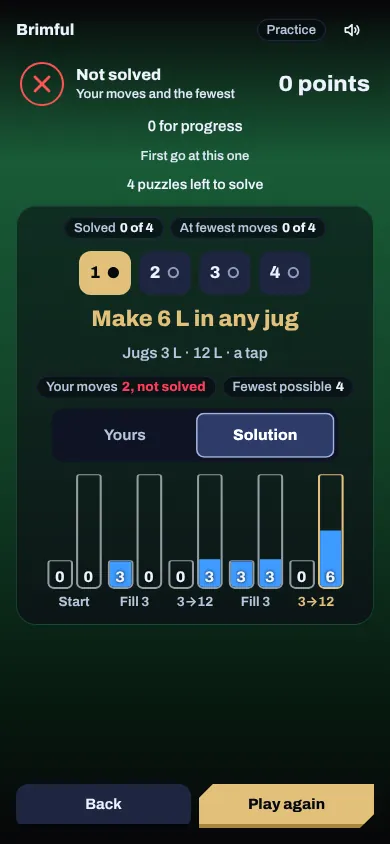 Brimful
Practice
Not solved
Your moves and the fewest
0 points
0 for progress
First go at this one
4 puzzles left to solve
Solved 0 of 4
At fewest moves 0 of 4
1
2
3
4
Make 6 L in any jug
Jugs 3 L · 12 L · a tap
Your moves 2, not solved
Fewest possible 4
Yours
Solution
0 0 3 0 0 3 3 3 0 6
Start Fill 3 3→12 Fill 3 3→12
Back
Play again